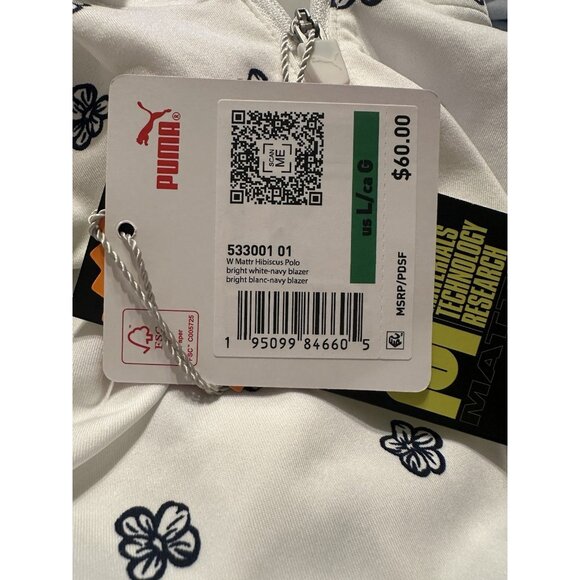 PUMA®
SCAN
ME
us L/ca G
$60.00
MSRP/PDSF
533001 01
W Mattr Hibiscus Polo
bright white-navy blazer
bright blanc-navy blazer
1 95099 84660 5
FSC
FSC™ C005725
TECHNOLOGY
RESEARCH